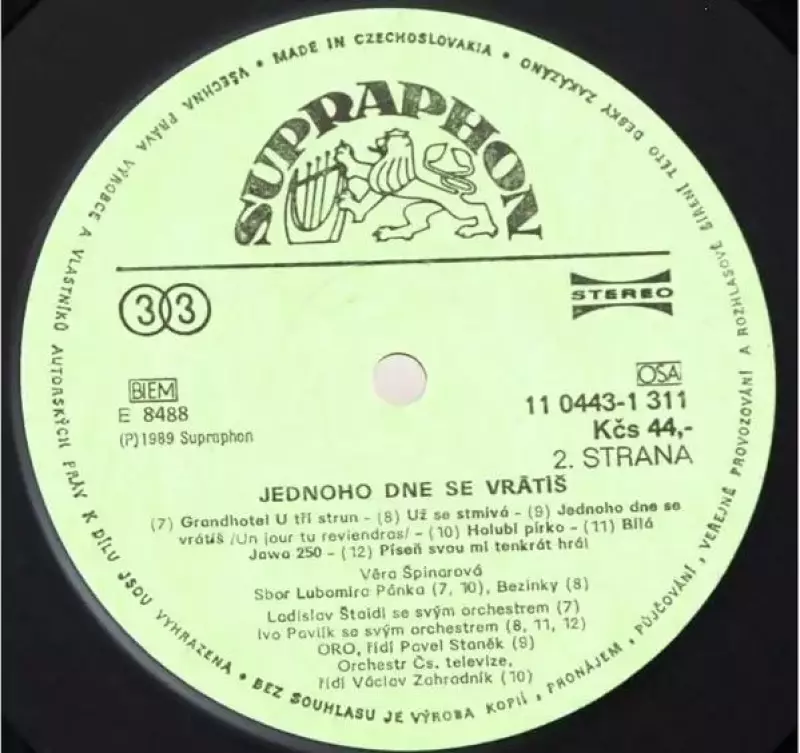 VŠECHNA PRÁVA VÝROBCE A VLASTNÍKŮ AUTORSKÝCH PRÁV K DÍLU JSOU VYHRAZENA • BEZ SOUHLASU JE VÝROBA KOPIÍ, PRONÁJEM, PŮJČOVÁNÍ, VEŘEJNÉ PROVOZOVÁNÍ A ROZHLASOVÉ ŠÍŘENÍ TÉTO DESKY ZAKÁZÁNO • MADE IN CZECHOSLOVAKIA •
SUPRAPHON
33
STEREO
BIEM
OSA
E 8488
11 0443-1 311
(P)1989 Supraphon
Kčs 44,-
2. STRANA
JEDNOHO DNE SE VRÁTÍŠ
(7) Grandhotel U tří strun - (8) Už se stmívá - (9) Jednoho dne se
vrátíš /Un jour tu reviendras/ - (10) Holubí pírko - (11) Bílá
Jawa 250 - (12) Píseň svou mi tenkrát hrál
Věra Špinarová
Sbor Lubomíra Pánka (7, 10), Bezinky (8)
Ladislav Štaidl se svým orchestrem (7)
Ivo Pavlík se svým orchestrem (8, 11, 12)
ORO, řídí Pavel Staněk (9)
Orchestr Čs. televize,
řídí Václav Zahradník (10)